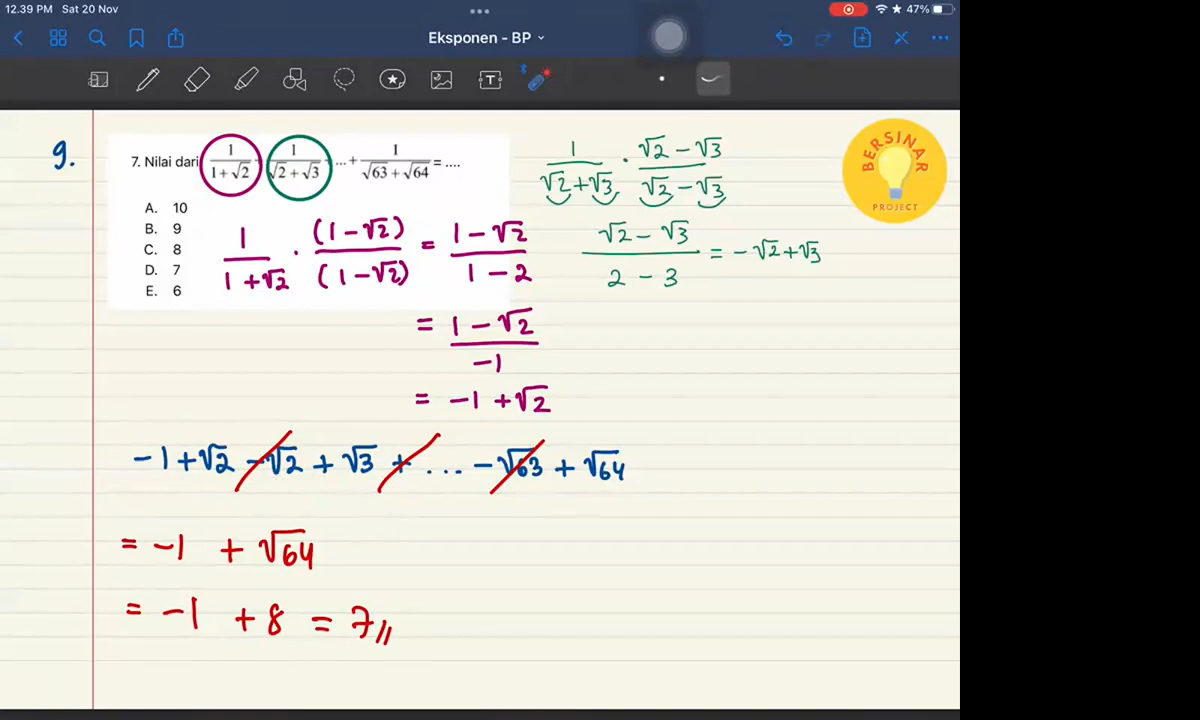 12.39 PM Sat 20 Nov
47%
Eksponen - BP
T
9.
7. Nilai dari 1/(1 + √2) + 1/(√2 + √3) + ... + 1/(√63 + √64) = ....
A. 10
B. 9
C. 8
D. 7
E. 6
1/(1 + √2) · (1 - √2)/(1 - √2) = (1 - √2)/(1 - 2)
= (1 - √2)/-1
= -1 + √2
1/(√2 + √3) · (√2 - √3)/(√2 - √3)
(√2 - √3)/(2 - 3) = -√2 + √3
BERSINAR
PROJECT
-1 + √2 - √2 + √3 + ... - √63 + √64
= -1 + √64
= -1 + 8 = 7//